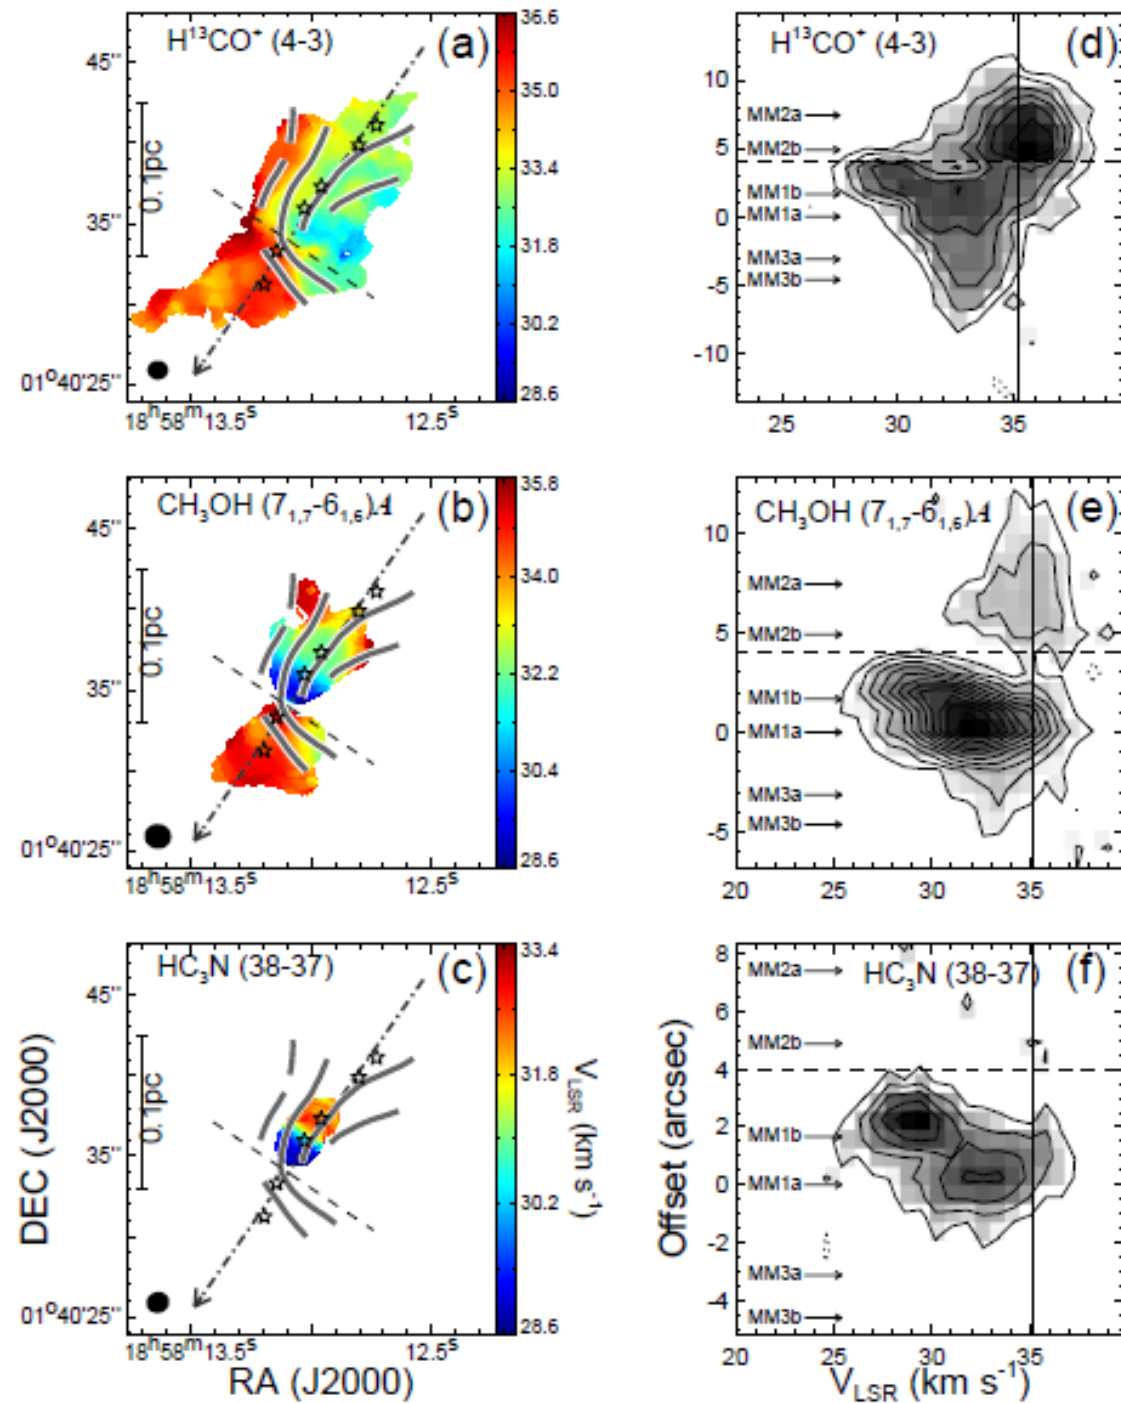 H¹³CO⁺ (4-3)
(a)
45''
35''
01°40'25''
18ʰ58ᵐ13.5ˢ
12.5ˢ
0.1pc
36.6
35.0
33.4
31.8
30.2
28.6
H¹³CO⁺ (4-3)
(d)
10
5
0
-5
-10
MM2a
MM2b
MM1b
MM1a
MM3a
MM3b
25
30
35
CH₃OH (7₁,₇-6₁,₆)A
(b)
45''
35''
01°40'25''
18ʰ58ᵐ13.5ˢ
12.5ˢ
0.1pc
35.8
34.0
32.2
30.4
28.6
CH₃OH (7₁,₇-6₁,₆)A
(e)
10
5
0
-5
MM2a
MM2b
MM1b
MM1a
MM3a
MM3b
20
25
30
35
HC₃N (38-37)
(c)
45''
35''
01°40'25''
18ʰ58ᵐ13.5ˢ
12.5ˢ
0.1pc
DEC (J2000)
RA (J2000)
33.4
31.8
30.2
28.6
V_LSR (km s⁻¹)
HC₃N (38-37)
(f)
8
6
4
2
0
-2
-4
MM2a
MM2b
MM1b
MM1a
MM3a
MM3b
Offset (arcsec)
20
25
30
35
V_LSR (km s⁻¹)